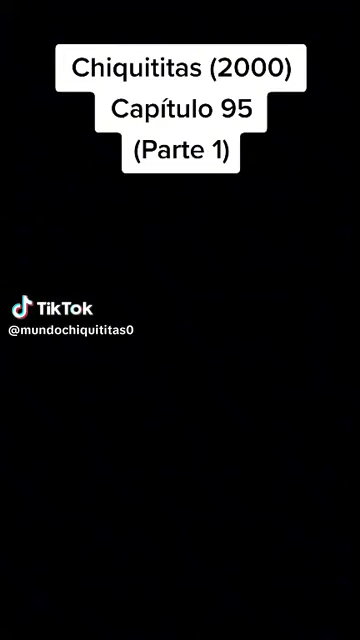 Chiquititas (2000)
Capítulo 95
(Parte 1)
TikTok
@mundochiquititas0